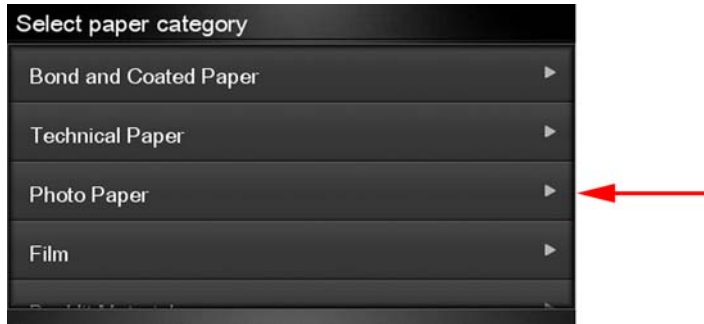 Select paper category
Bond and Coated Paper
Technical Paper
Photo Paper
Film